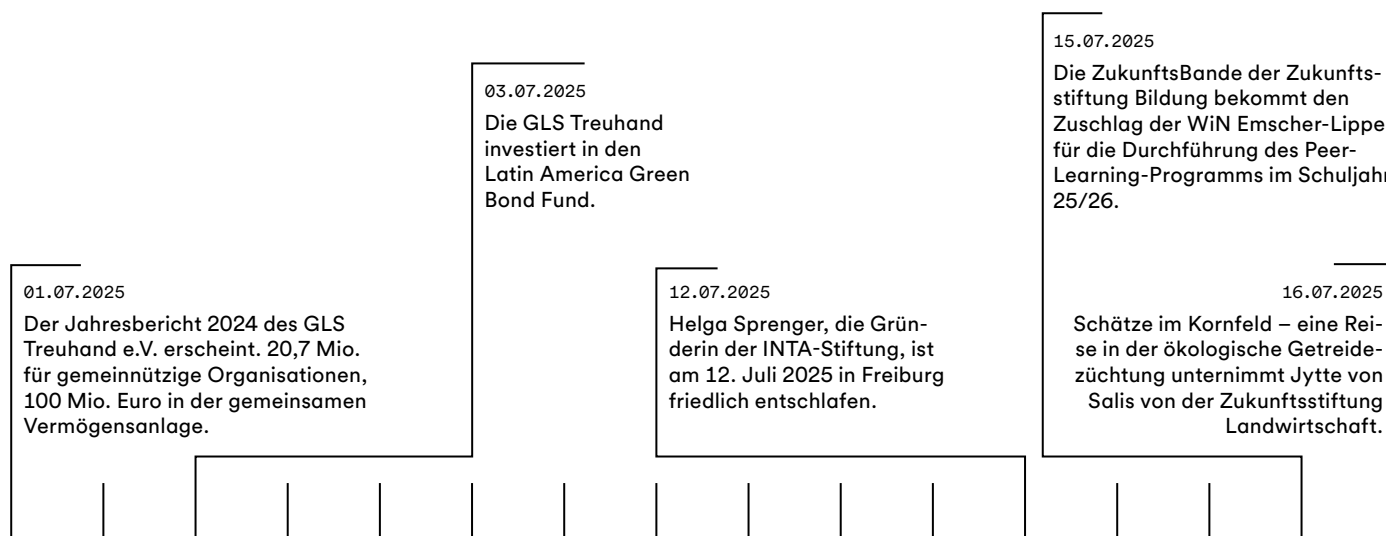 01.07.2025
Der Jahresbericht 2024 des GLS
Treuhand e.V. erscheint. 20,7 Mio.
für gemeinnützige Organisationen,
100 Mio. Euro in der gemeinsamen
Vermögensanlage.
03.07.2025
Die GLS Treuhand
investiert in den
Latin America Green
Bond Fund.
12.07.2025
Helga Sprenger, die Grün-
derin der INTA-Stiftung, ist
am 12. Juli 2025 in Freiburg
friedlich entschlafen.
15.07.2025
Die ZukunftsBande der Zukunfts-
stiftung Bildung bekommt den
Zuschlag der WiN Emscher-Lippe
für die Durchführung des Peer-
Learning-Programms im Schuljahr
25/26.
16.07.2025
Schätze im Kornfeld – eine Rei-
se in der ökologische Getreide-
züchtung unternimmt Jytte von
Salis von der Zukunftsstiftung
Landwirtschaft.